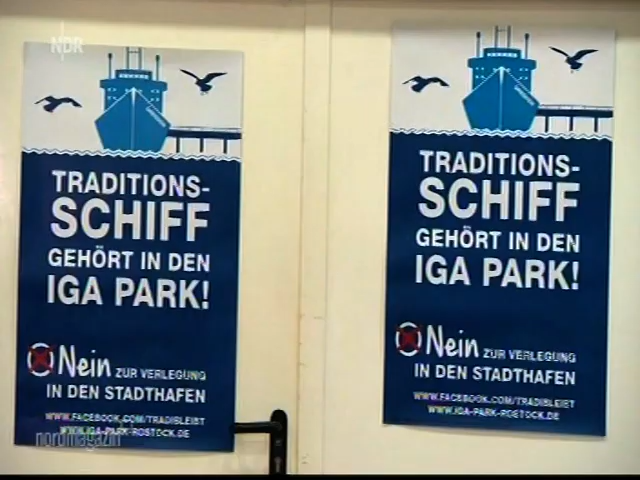 NDR
TRADITIONS-
SCHIFF
GEHÖRT IN DEN
IGA PARK!
Nein ZUR VERLEGUNG
IN DEN STADTHAFEN
WWW.FACEBOOK.COM/TRADIBLEIBT
WWW.IGA-PARK-ROSTOCK.DE
nordmagazin
TRADITIONS-
SCHIFF
GEHÖRT IN DEN
IGA PARK!
Nein ZUR VERLEGUNG
IN DEN STADTHAFEN
WWW.FACEBOOK.COM/TRADIBLEIBT
WWW.IGA-PARK-ROSTOCK.DE